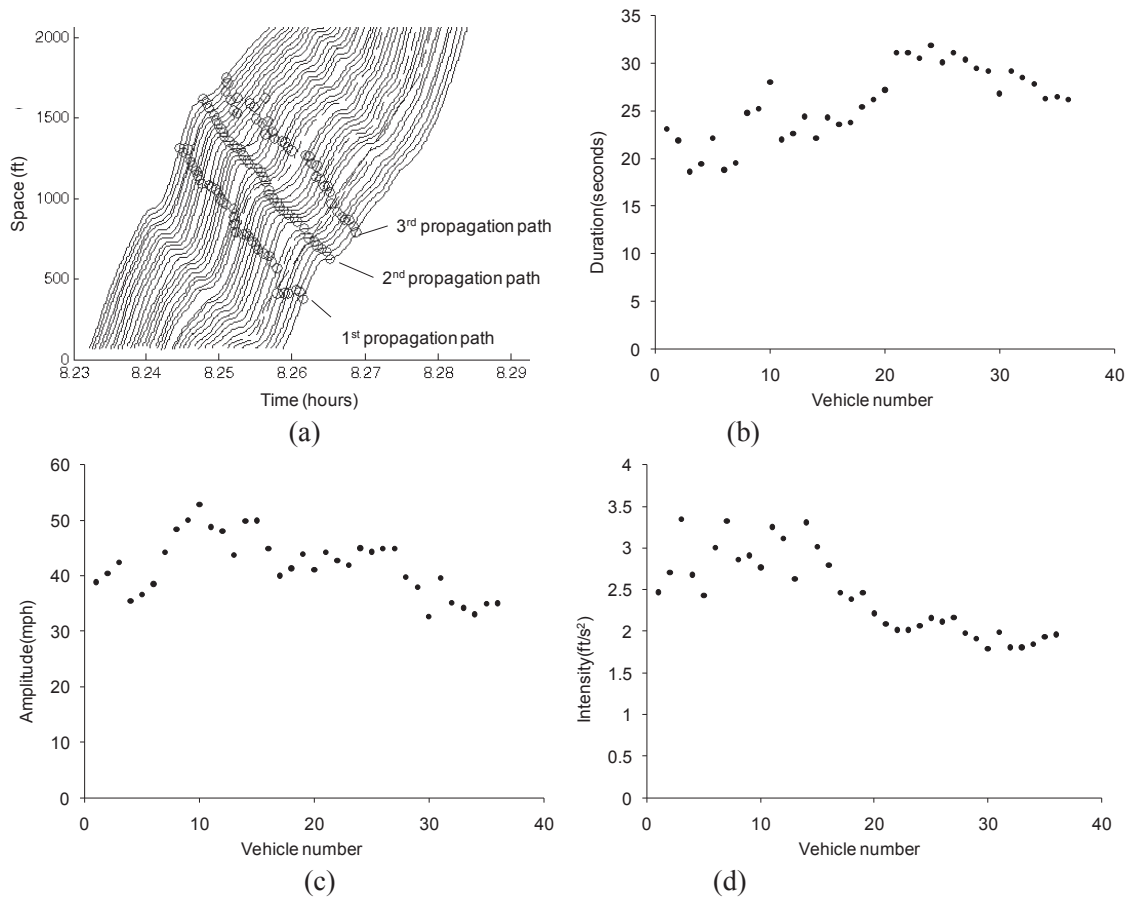 2000
1500
1000
500
0
8.23 8.24 8.25 8.26 8.27 8.28 8.29
Space (ft)
Time (hours)
3rd propagation path
2nd propagation path
1st propagation path
(a)
35
30
25
20
15
10
5
0
0 10 20 30 40
Duration(seconds)
Vehicle number
(b)
60
50
40
30
20
10
0
0 10 20 30 40
Amplitude(mph)
Vehicle number
(c)
4
3.5
3
2.5
2
1.5
1
0.5
0
0 10 20 30 40
Intensity(ft/s²)
Vehicle number
(d)